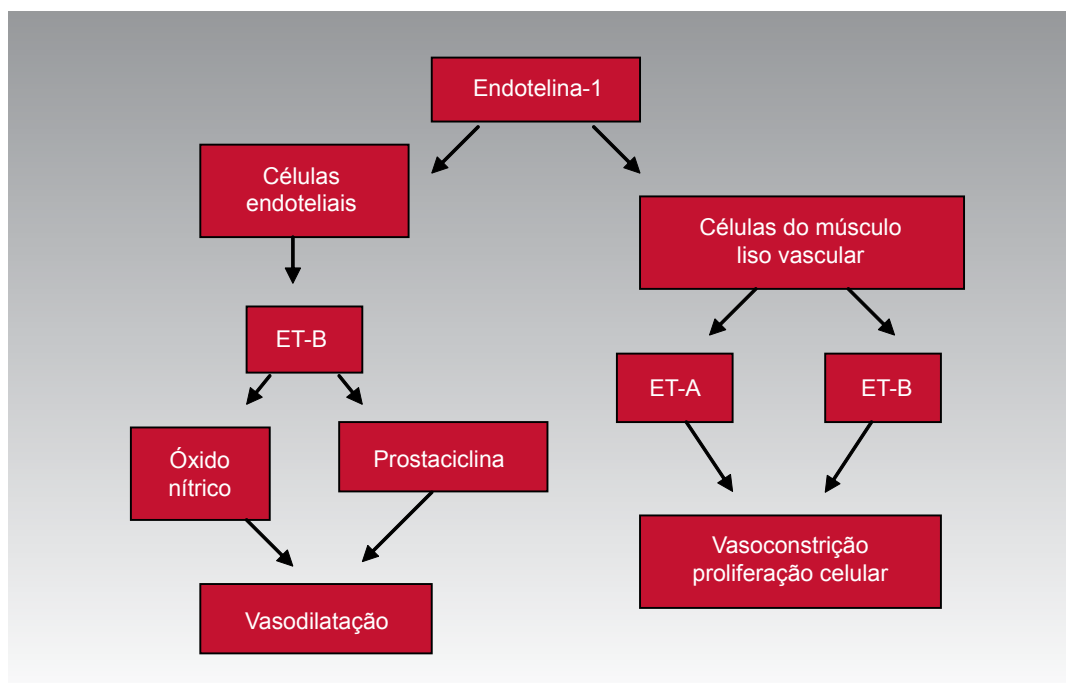 Endotelina-1
Células
endoteliais
Células do músculo
liso vascular
ET-B
ET-A
ET-B
Óxido
nítrico
Prostaciclina
Vasoconstrição
proliferação celular
Vasodilatação